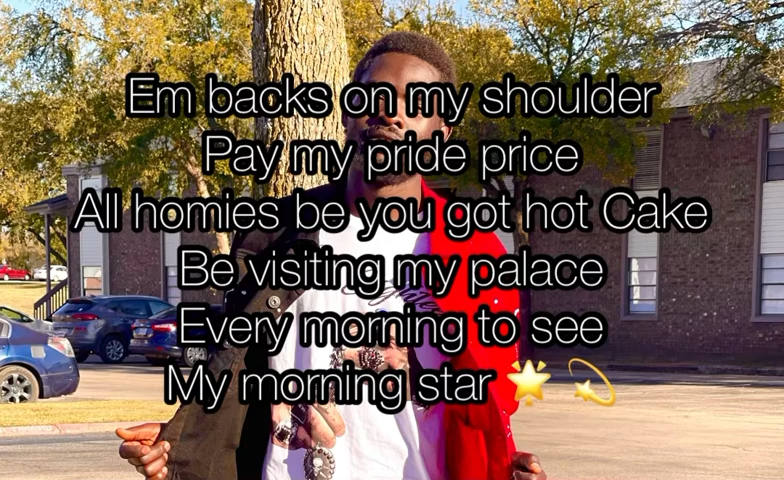 Em backs on my shoulder
Pay my pride price
All homies be you got hot Cake
Be visiting my palace
Every morning to see
My morning star 🌟 💫